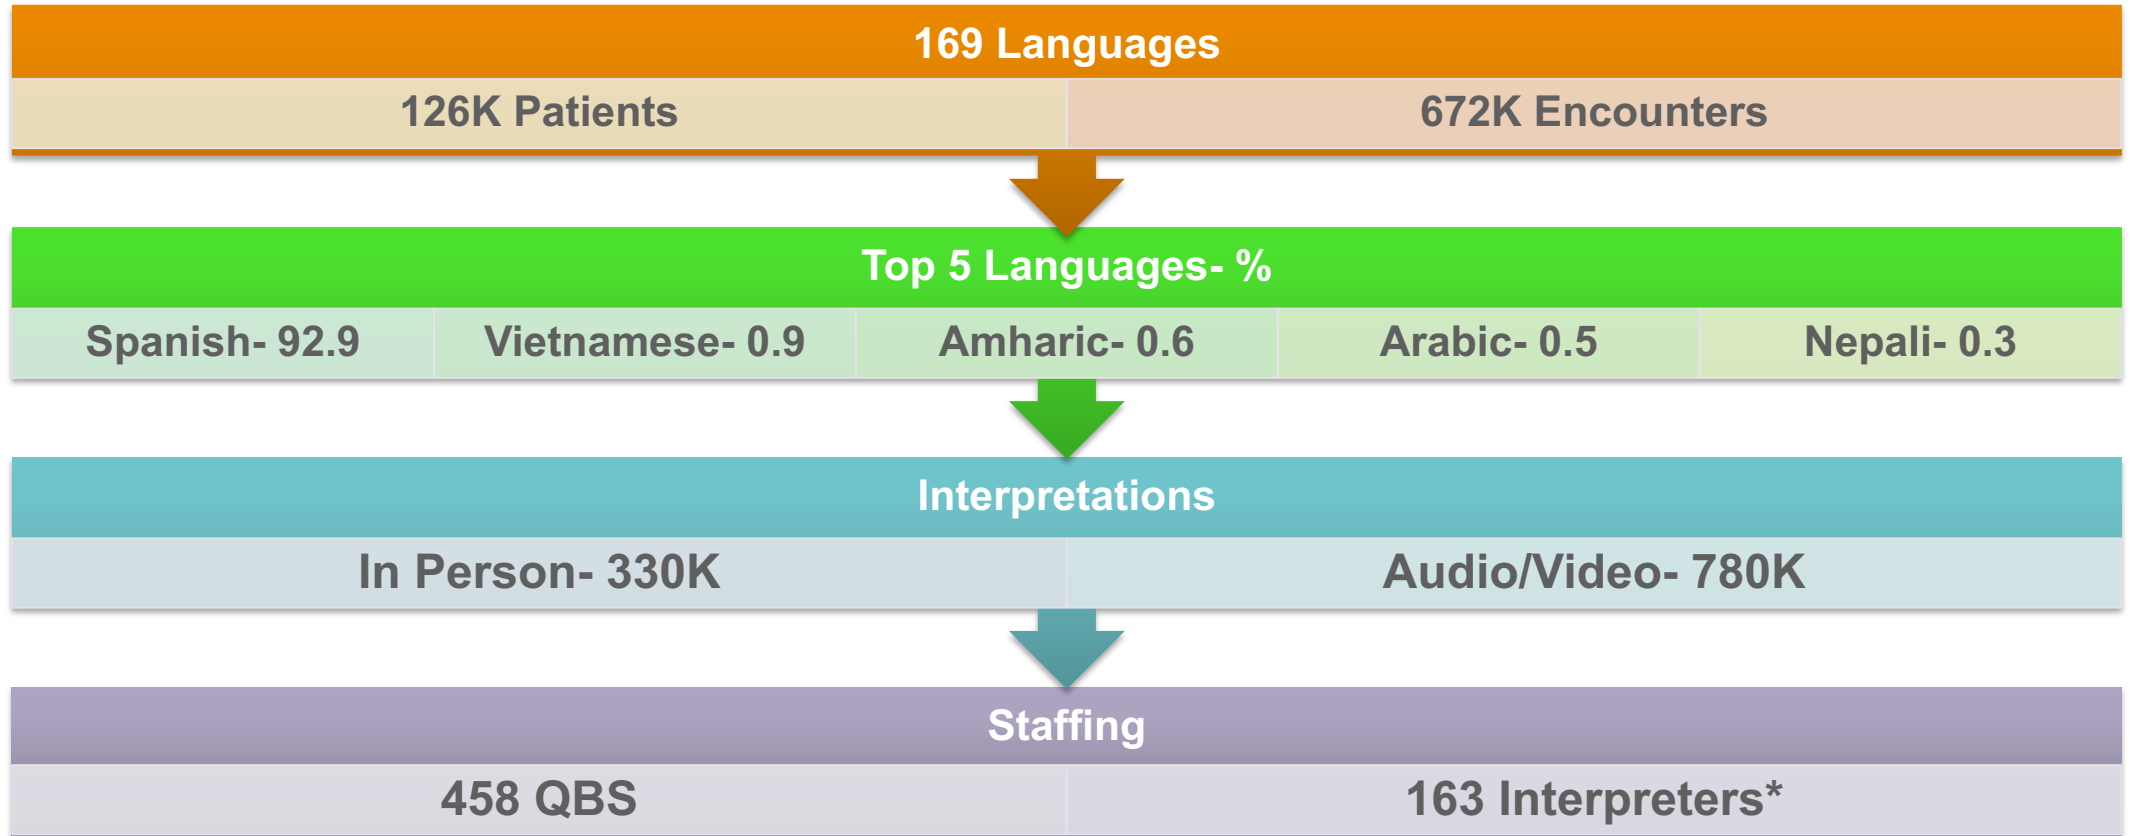 169 Languages
126K Patients
672K Encounters
Top 5 Languages- %
Spanish- 92.9
Vietnamese- 0.9
Amharic- 0.6
Arabic- 0.5
Nepali- 0.3
Interpretations
In Person- 330K
Audio/Video- 780K
Staffing
458 QBS
163 Interpreters*